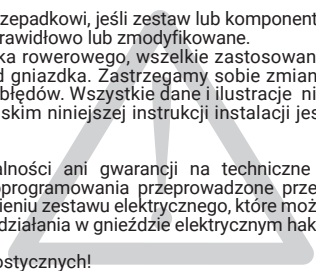 zepadkowi, jeśli zestaw lub komponent
rawidłowo lub zmodyfikowane.
ka rowerowego, wszelkie zastosowan
d gniazdka. Zastrzegamy sobie zmian
błędów. Wszystkie dane i ilustracje ni
skim niniejszej instrukcji instalacji jes
alności ani gwarancji na techniczne
oprogramowania przeprowadzone prze
ieniu zestawu elektrycznego, które moż
działania w gnieździe elektrycznym hak
ostycznych!